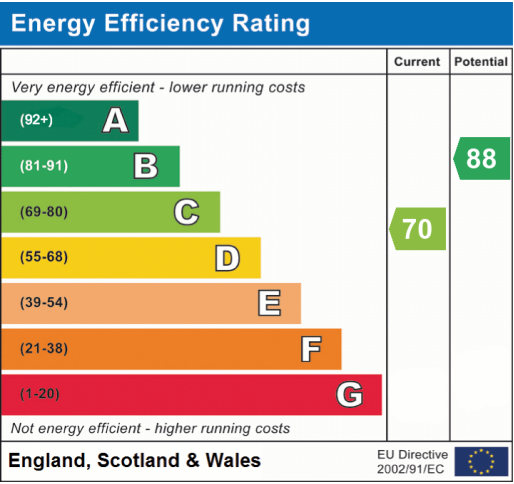 Energy Efficiency Rating
Current Potential
Very energy efficient - lower running costs
(92+) A
(81-91) B
88
(69-80) C
70
(55-68) D
(39-54) E
(21-38) F
(1-20) G
Not energy efficient - higher running costs
England, Scotland & Wales
EU Directive
2002/91/EC